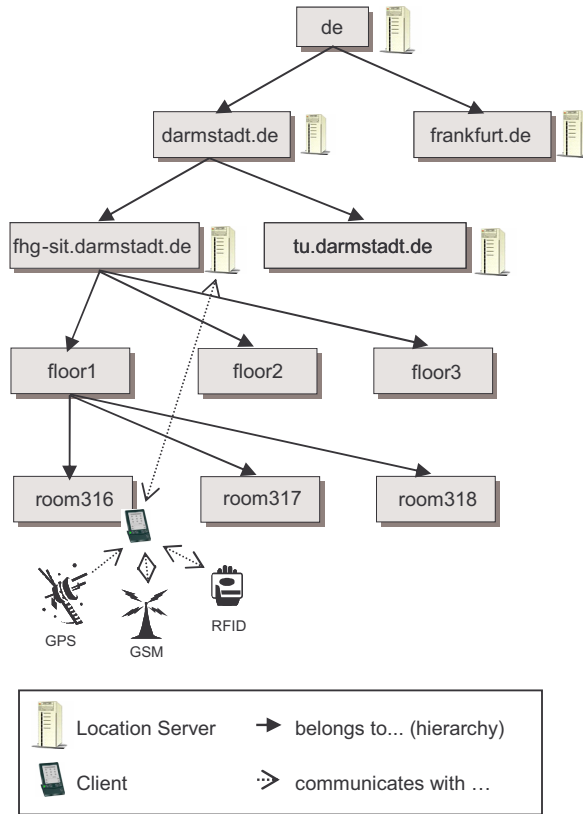 de
darmstadt.de
frankfurt.de
fhg-sit.darmstadt.de
tu.darmstadt.de
floor1
floor2
floor3
room316
room317
room318
GPS
GSM
RFID
Location Server
belongs to... (hierarchy)
Client
communicates with …